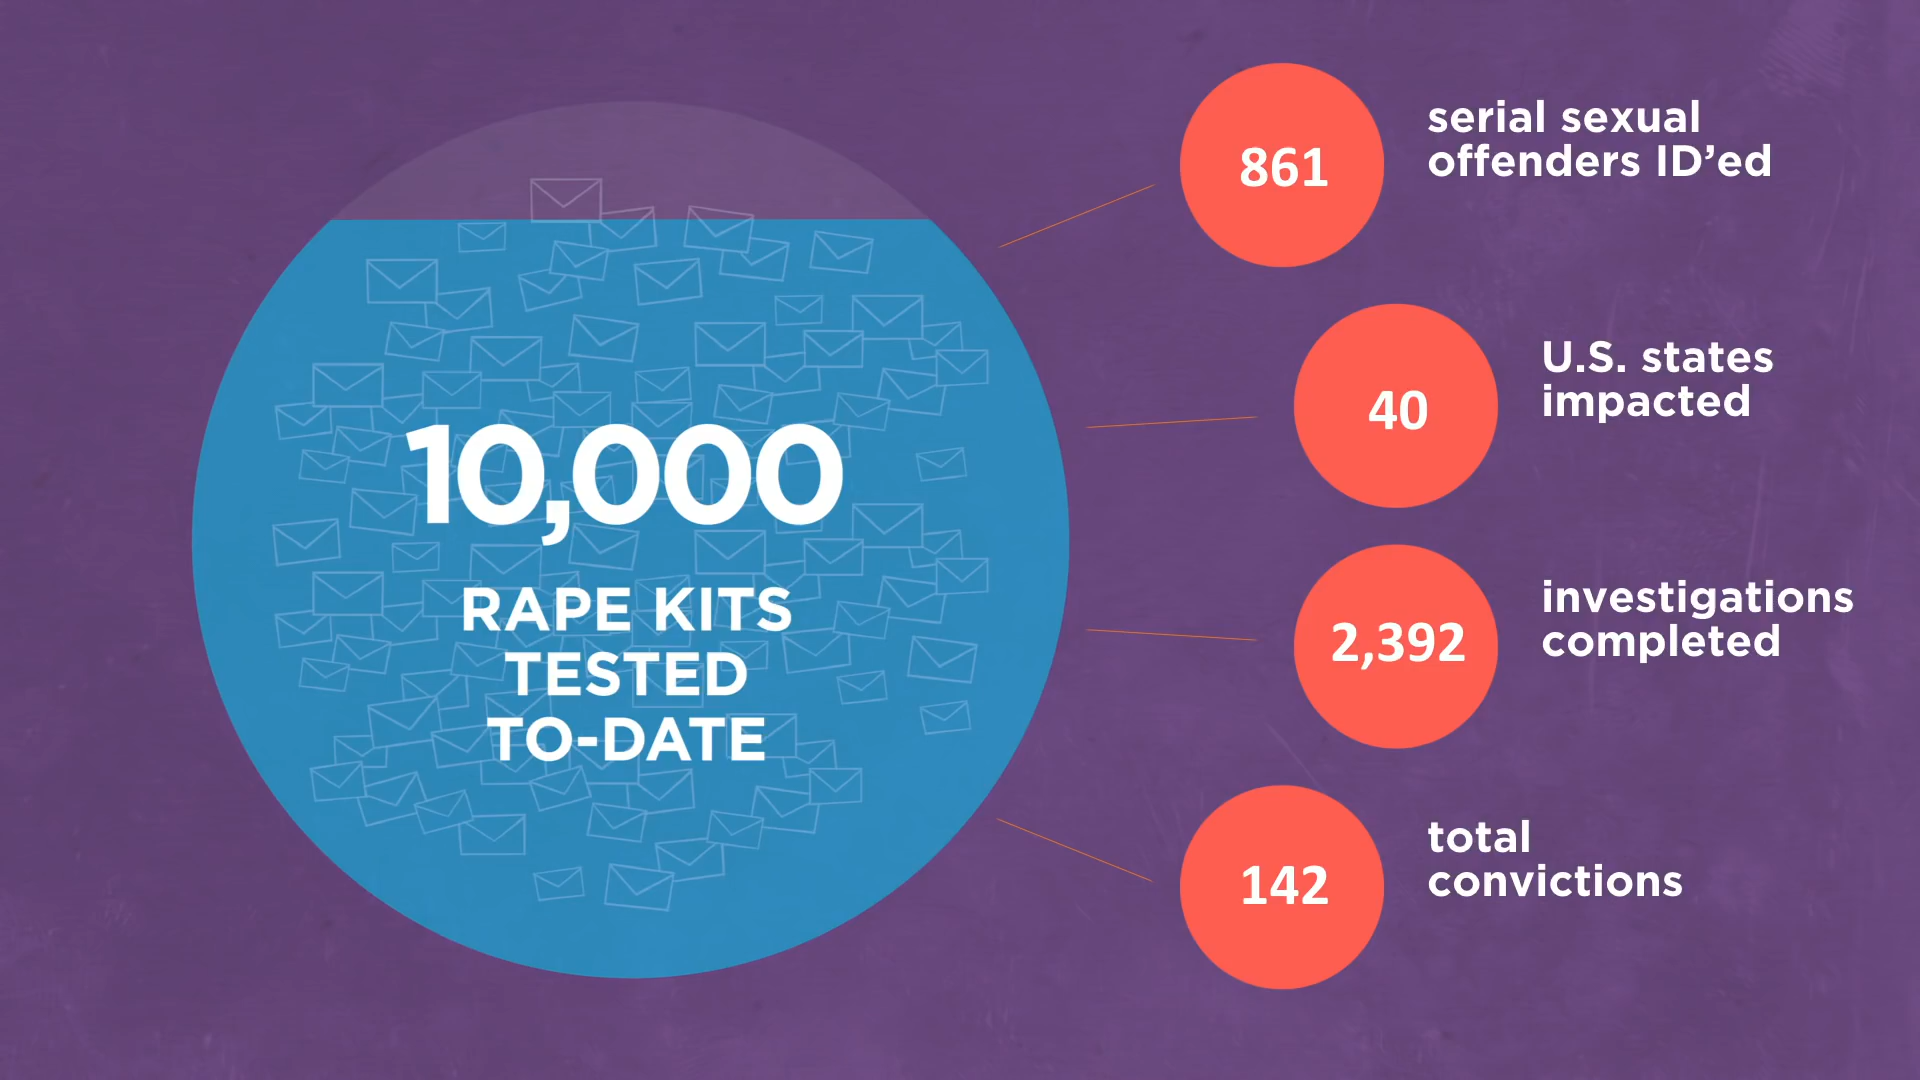 10,000
RAPE KITS
TESTED
TO-DATE
861
serial sexual
offenders ID’ed
40
U.S. states
impacted
2,392
investigations
completed
142
total
convictions